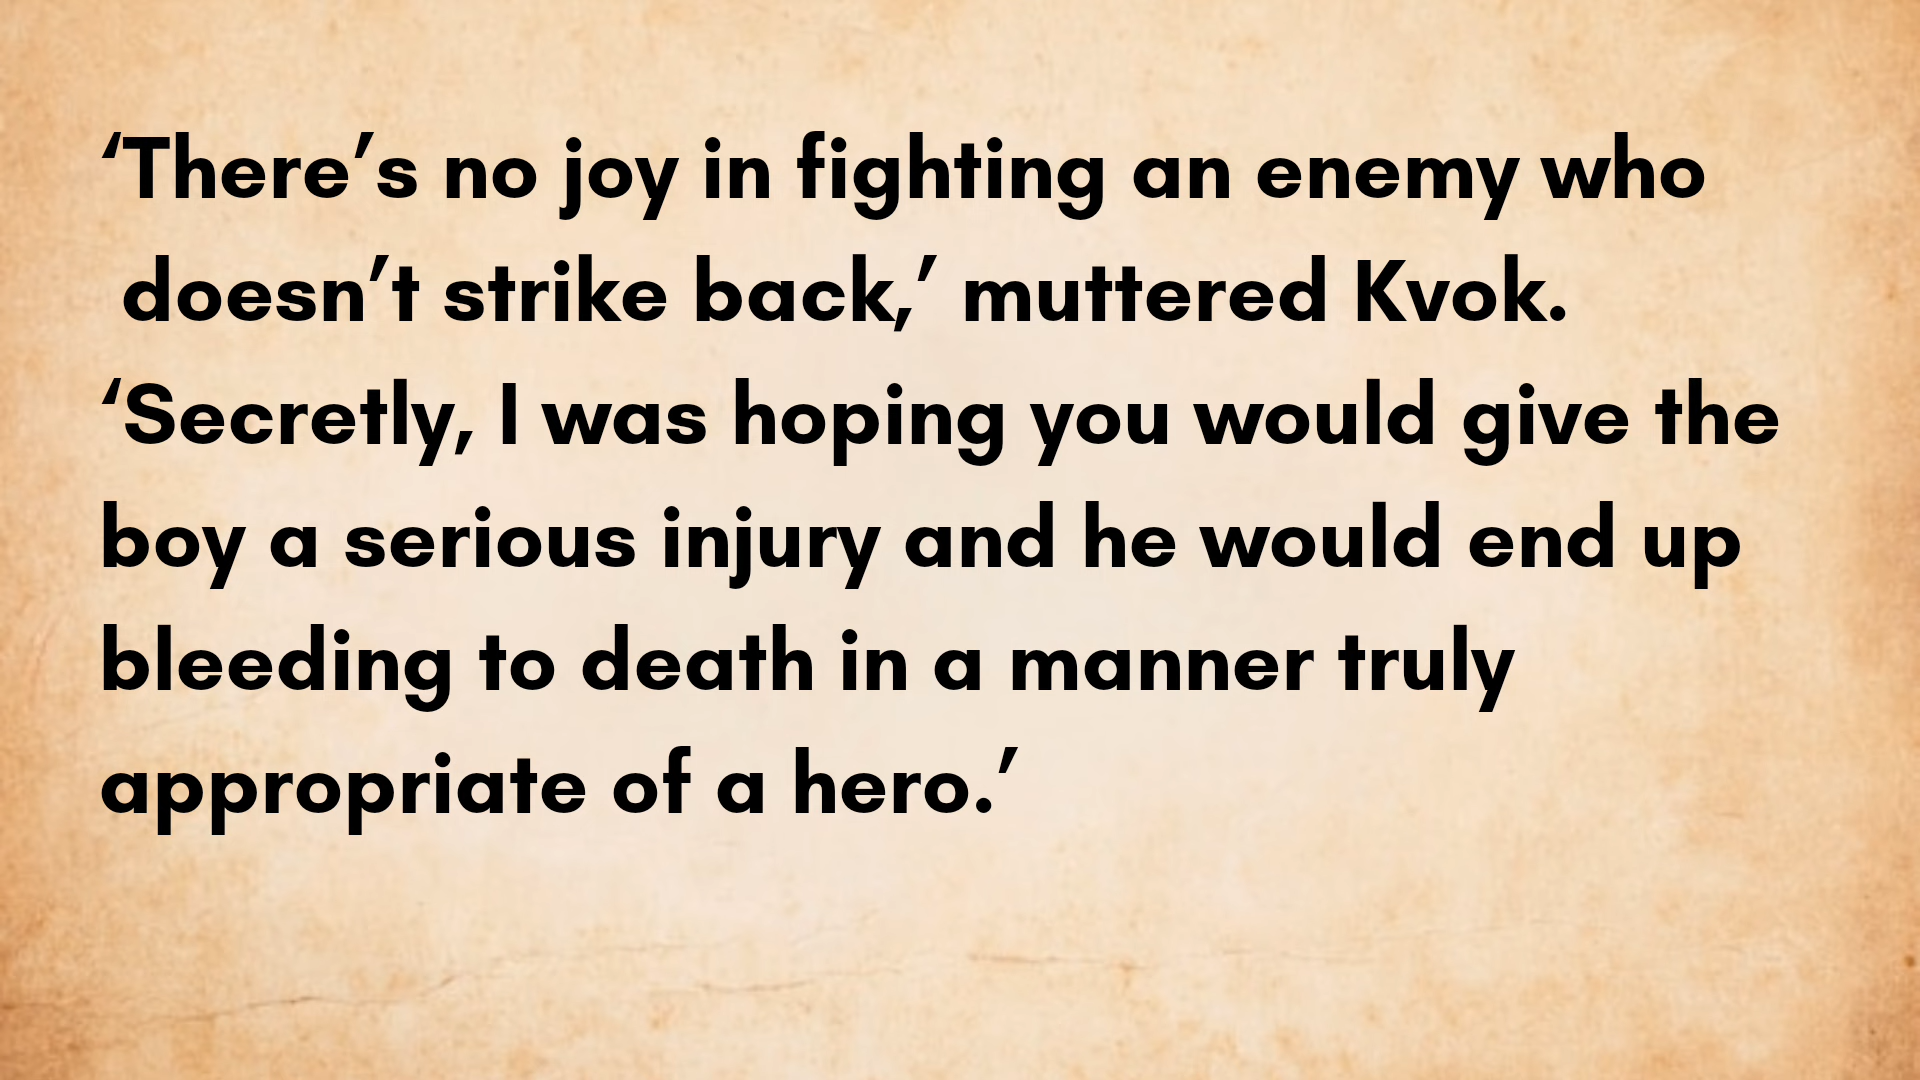 ‘There’s no joy in fighting an enemy who
doesn’t strike back,’ muttered Kvok.
‘Secretly, I was hoping you would give the
boy a serious injury and he would end up
bleeding to death in a manner truly
appropriate of a hero.’